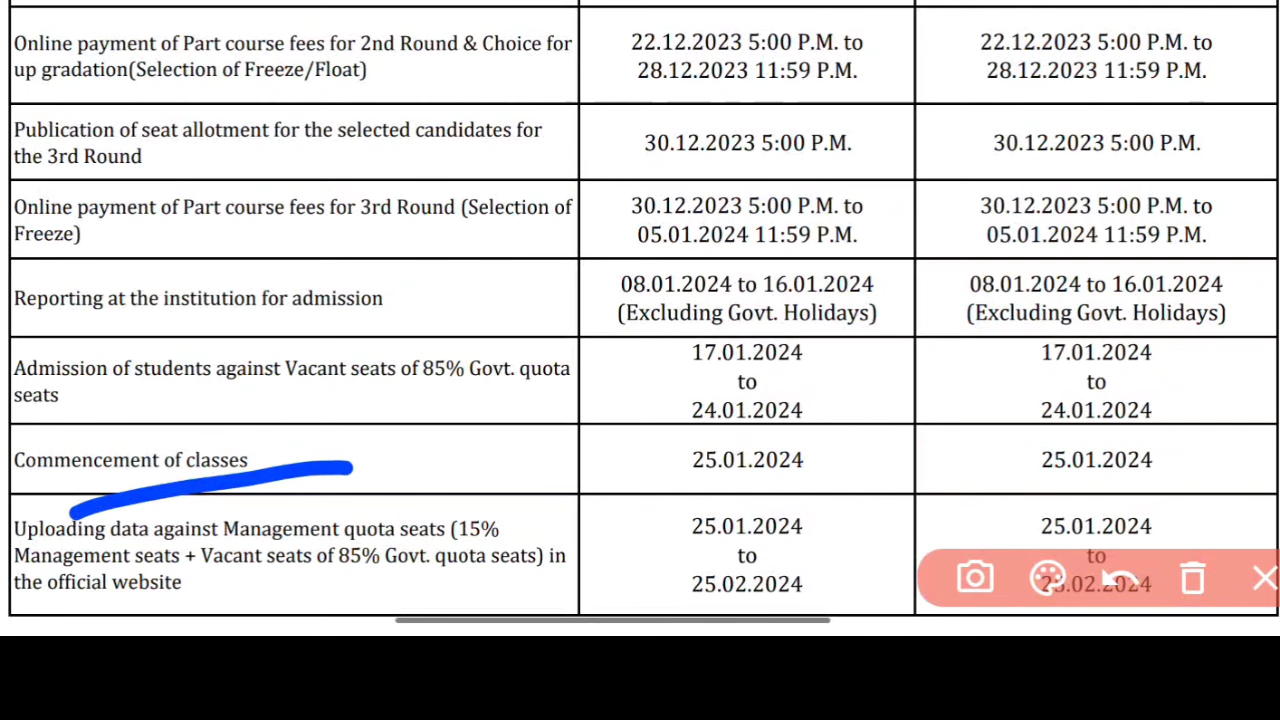 Online payment of Part course fees for 2nd Round & Choice for
up gradation(Selection of Freeze/Float)
22.12.2023 5:00 P.M. to
28.12.2023 11:59 P.M.
22.12.2023 5:00 P.M. to
28.12.2023 11:59 P.M.
Publication of seat allotment for the selected candidates for
the 3rd Round
30.12.2023 5:00 P.M.
30.12.2023 5:00 P.M.
Online payment of Part course fees for 3rd Round (Selection of
Freeze)
30.12.2023 5:00 P.M. to
05.01.2024 11:59 P.M.
30.12.2023 5:00 P.M. to
05.01.2024 11:59 P.M.
Reporting at the institution for admission
08.01.2024 to 16.01.2024
(Excluding Govt. Holidays)
08.01.2024 to 16.01.2024
(Excluding Govt. Holidays)
Admission of students against Vacant seats of 85% Govt. quota
seats
17.01.2024
to
24.01.2024
17.01.2024
to
24.01.2024
Commencement of classes
25.01.2024
25.01.2024
Uploading data against Management quota seats (15%
Management seats + Vacant seats of 85% Govt. quota seats) in
the official website
25.01.2024
to
25.02.2024
25.01.2024
to
25.02.2024